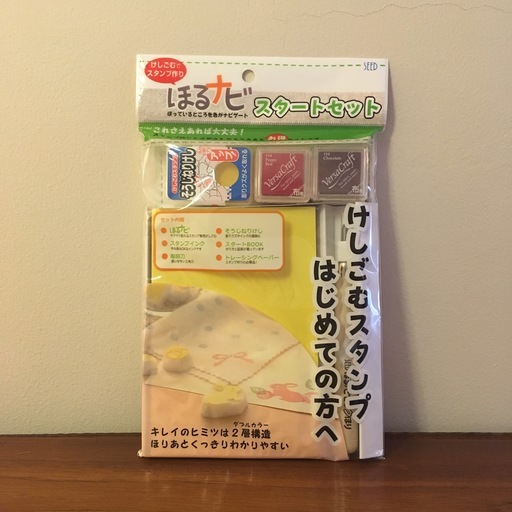 けしごむで
スタンプ作り
SEED
ほるナビ
ほっているところを色がナビゲート
スタートセット
これさえあれば大丈夫!
そうじねりけし
VersaCraft
VersaCraft
セット内容
ほるナビ
そうじねりけし
スタンプインク
スタートBOOK
彫刻刀
トレーシングペーパー
けしごむスタンプ
はじめての方へ
ダブルカラー
キレイのヒミツは2層構造
ほりあとくっきりわかりやすい